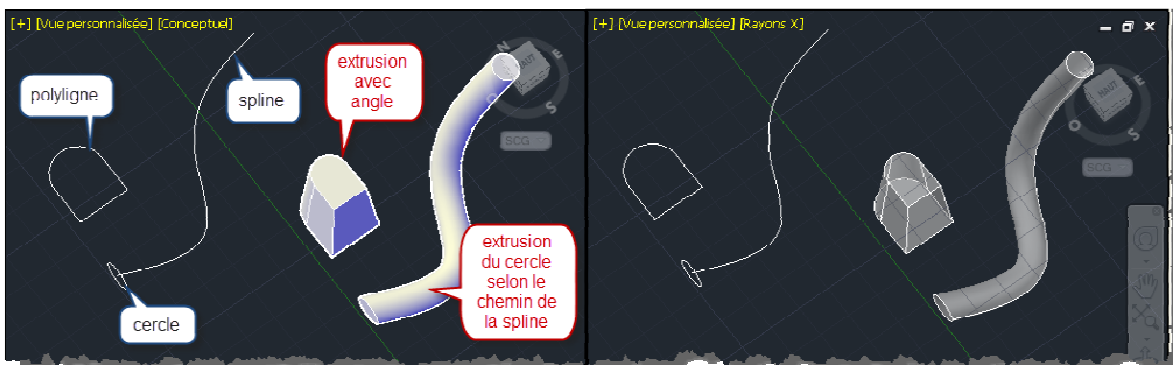 [+] [Vue personnalisée] [Conceptuel]
polyligne
spline
extrusion
avec
angle
N
E
S
O
SCG
extrusion
du cercle
selon le
chemin de
la spline
cercle
[+] [Vue personnalisée] [Rayons X]
E
HAUT
O
S
SCG